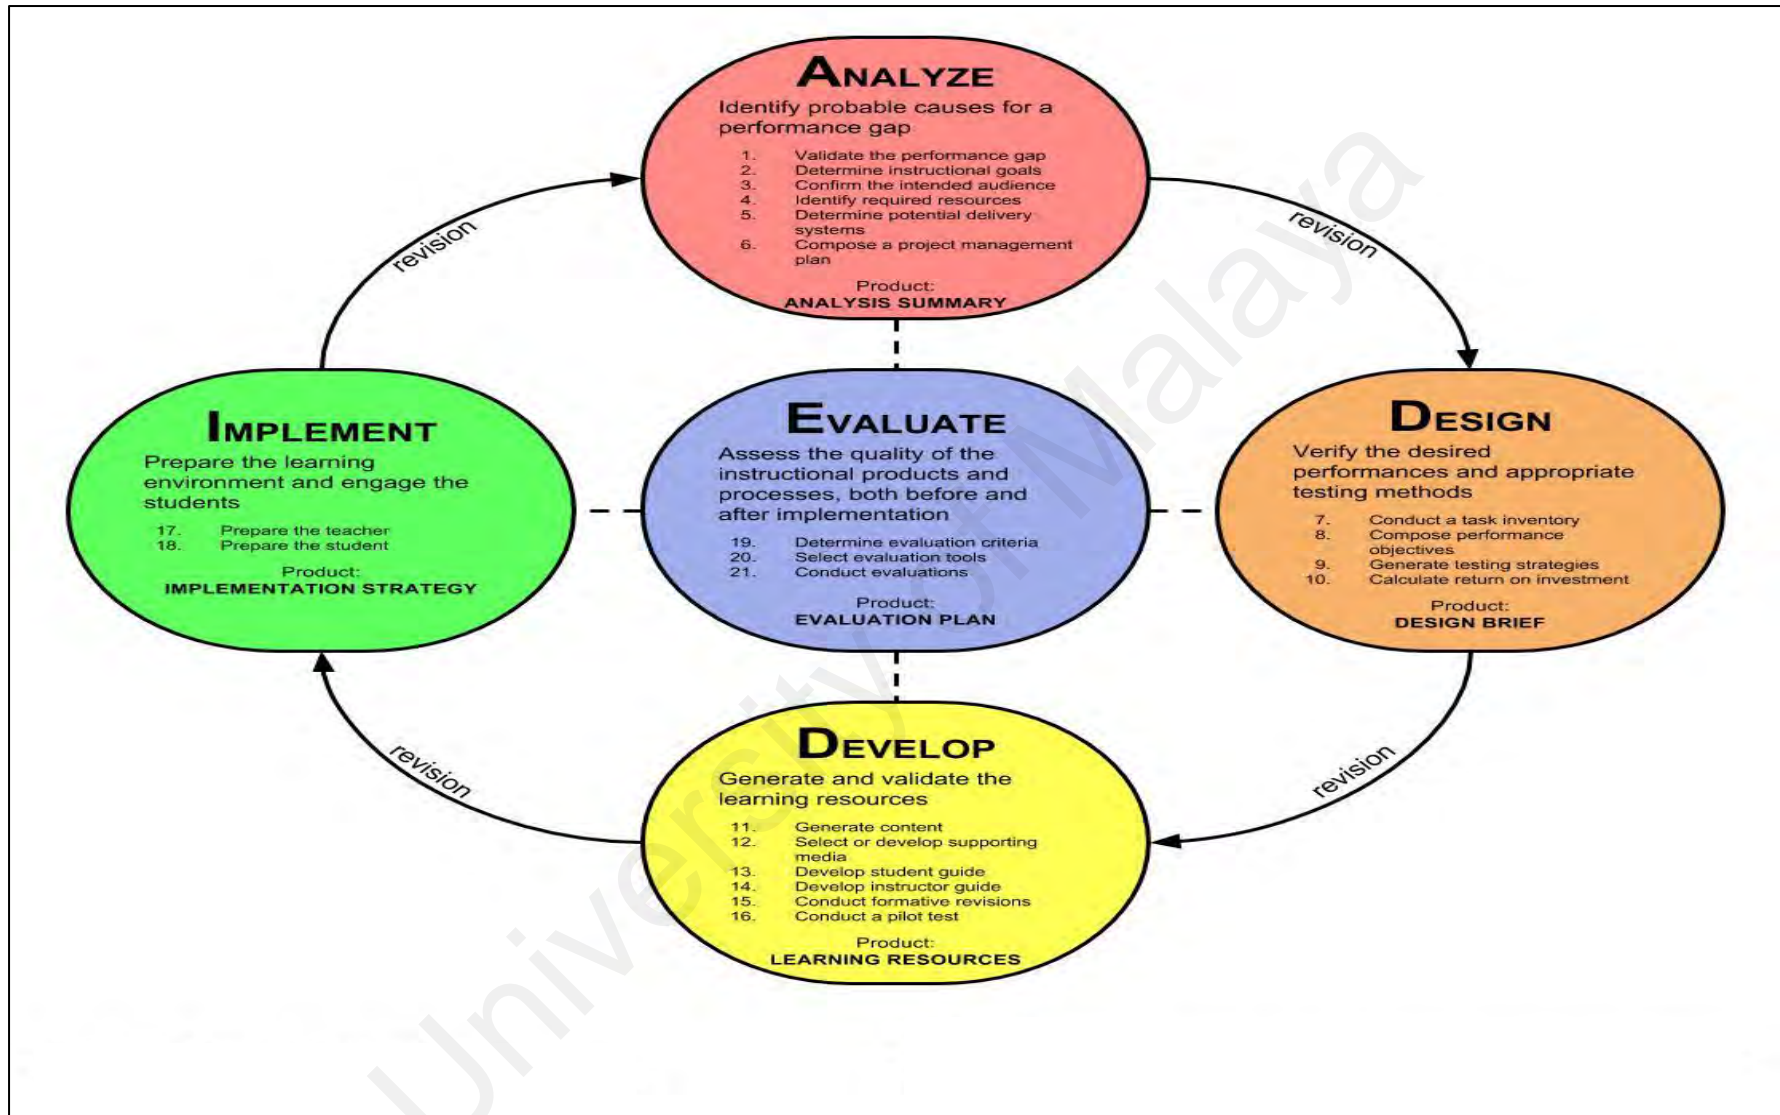 ANALYZE
Identify probable causes for a
performance gap
1. Validate the performance gap
2. Determine instructional goals
3. Confirm the intended audience
4. Identify required resources
5. Determine potential delivery
systems
6. Compose a project management
plan
Product:
ANALYSIS SUMMARY
revision
revision
IMPLEMENT
Prepare the learning
environment and engage the
students
17. Prepare the teacher
18. Prepare the student
Product:
IMPLEMENTATION STRATEGY
EVALUATE
Assess the quality of the
instructional products and
processes, both before and
after implementation
19. Determine evaluation criteria
20. Select evaluation tools
21. Conduct evaluations
Product:
EVALUATION PLAN
DESIGN
Verify the desired
performances and appropriate
testing methods
7. Conduct a task inventory
8. Compose performance
objectives
9. Generate testing strategies
10. Calculate return on investment
Product:
DESIGN BRIEF
revision
revision
DEVELOP
Generate and validate the
learning resources
11. Generate content
12. Select or develop supporting
media
13. Develop student guide
14. Develop instructor guide
15. Conduct formative revisions
16. Conduct a pilot test
Product:
LEARNING RESOURCES
University of Malaya